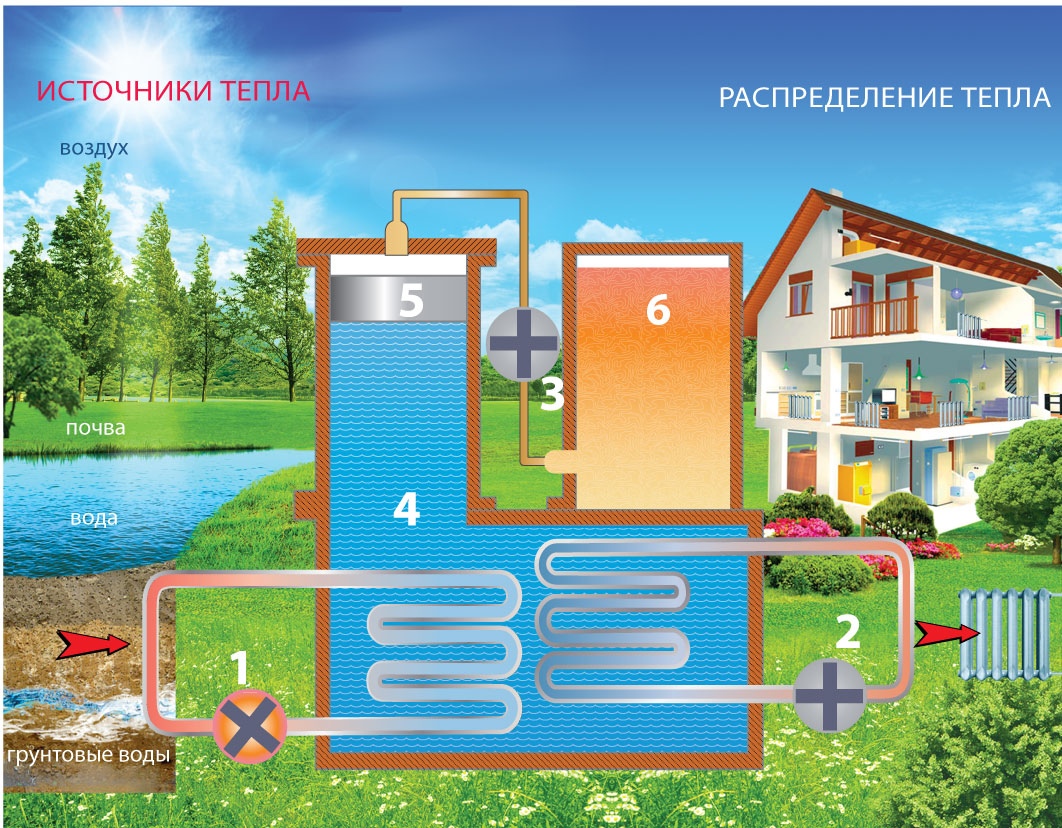 ИСТОЧНИКИ ТЕПЛА
РАСПРЕДЕЛЕНИЕ ТЕПЛА
воздух
5
6
3
почва
4
вода
2
1
грунтовые воды